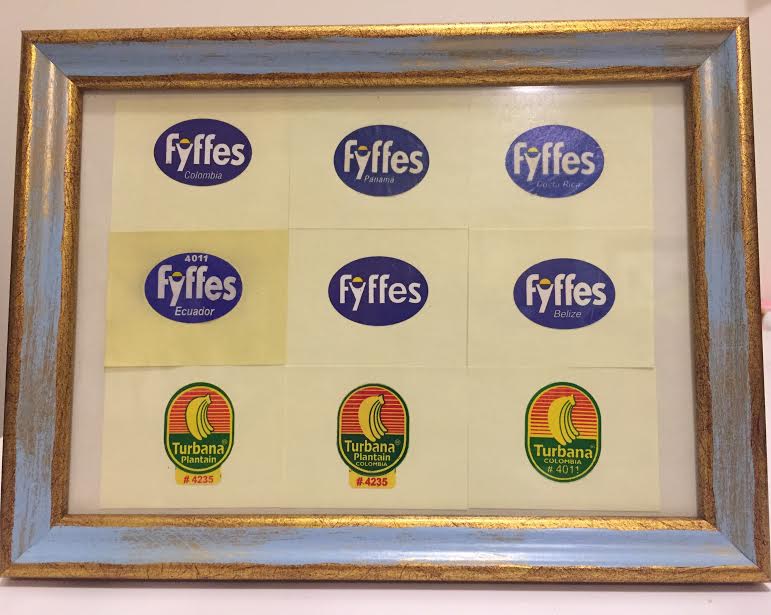 Fyffes
Colombia
Fyffes
Panama
Fyffes
Costa Rica
4011
Fyffes
Ecuador
Fyffes
Fyffes
Belize
Turbana®
Plantain
# 4235
Turbana®
Plantain
COLOMBIA
# 4235
Turbana®
COLOMBIA
# 4011